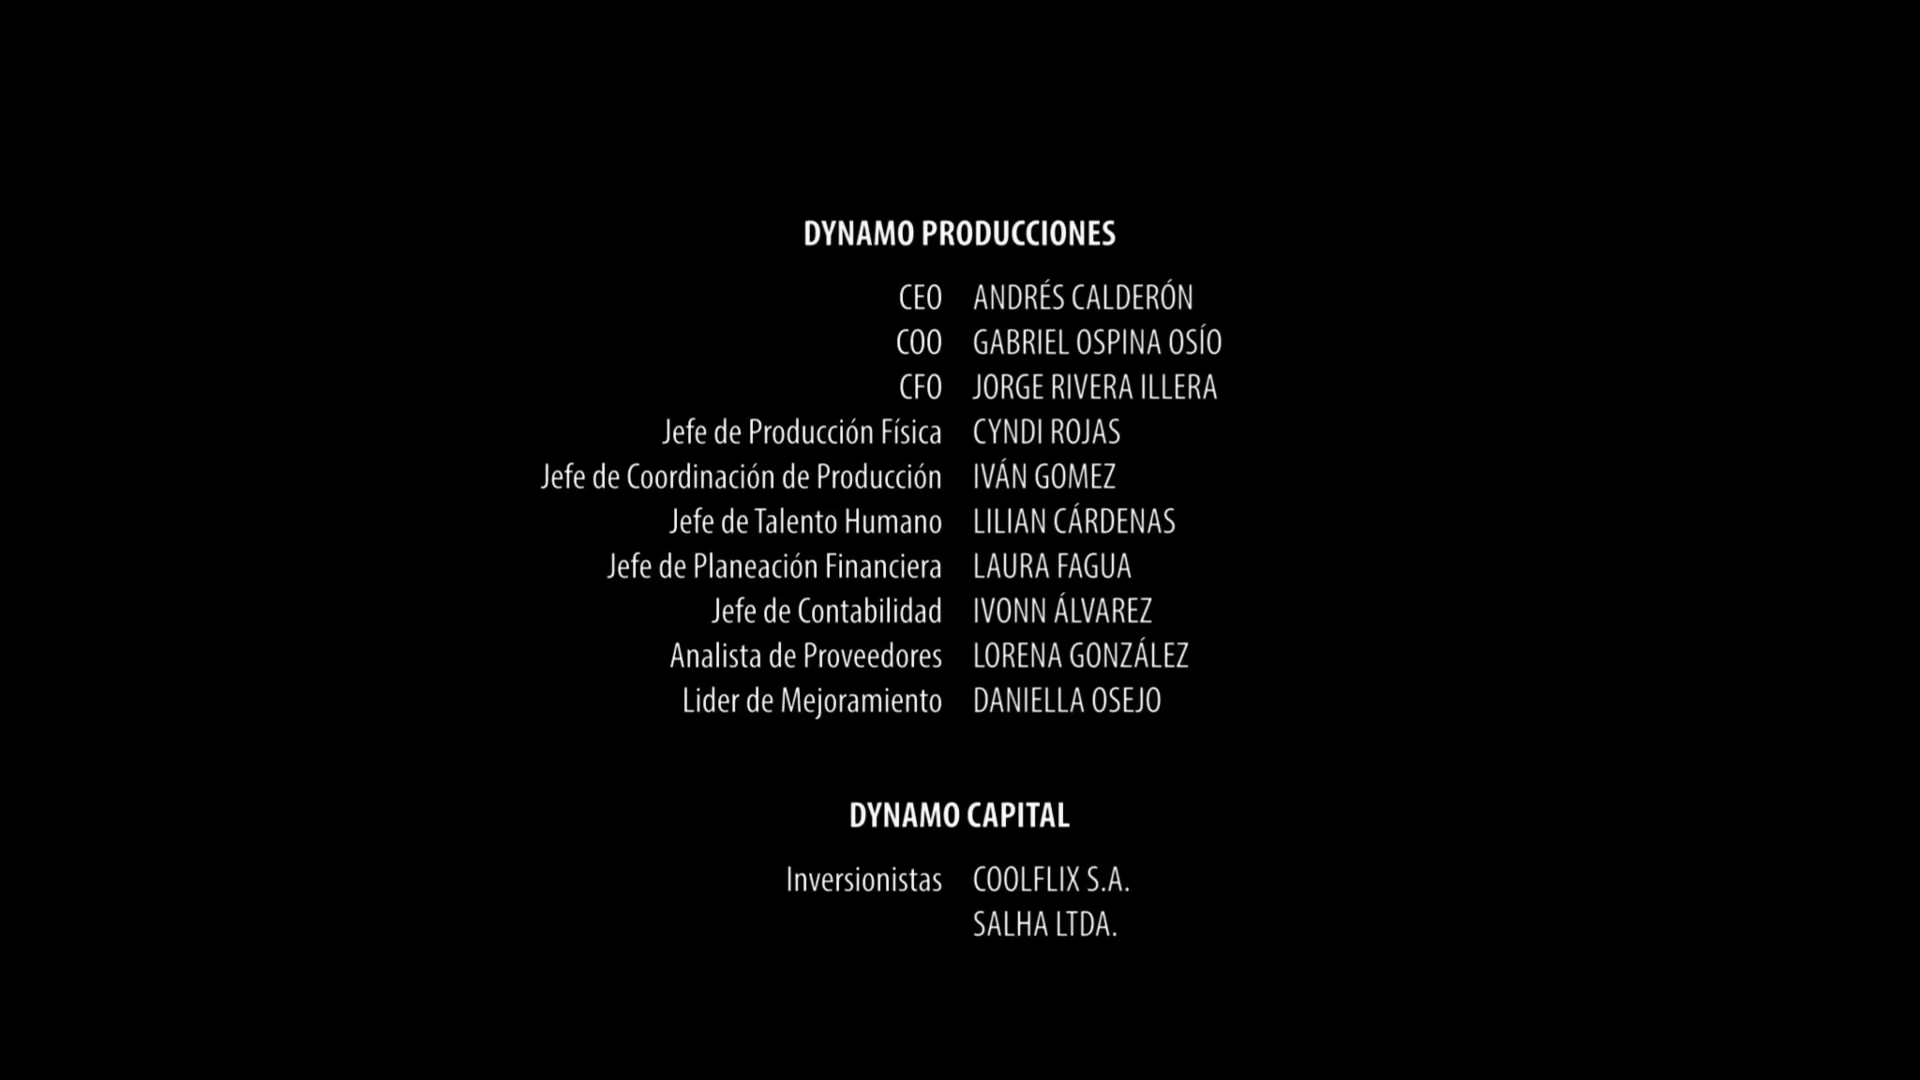 DYNAMO PRODUCCIONES
CEO ANDRÉS CALDERÓN
COO GABRIEL OSPINA OSÍO
CFO JORGE RIVERA ILLERA
Jefe de Producción Física CYNDI ROJAS
Jefe de Coordinación de Producción IVÁN GOMEZ
Jefe de Talento Humano LILIAN CÁRDENAS
Jefe de Planeación Financiera LAURA FAGUA
Jefe de Contabilidad IVONN ÁLVAREZ
Analista de Proveedores LORENA GONZÁLEZ
Lider de Mejoramiento DANIELLA OSEJO
DYNAMO CAPITAL
Inversionistas COOLFLIX S.A.
SALHA LTDA.